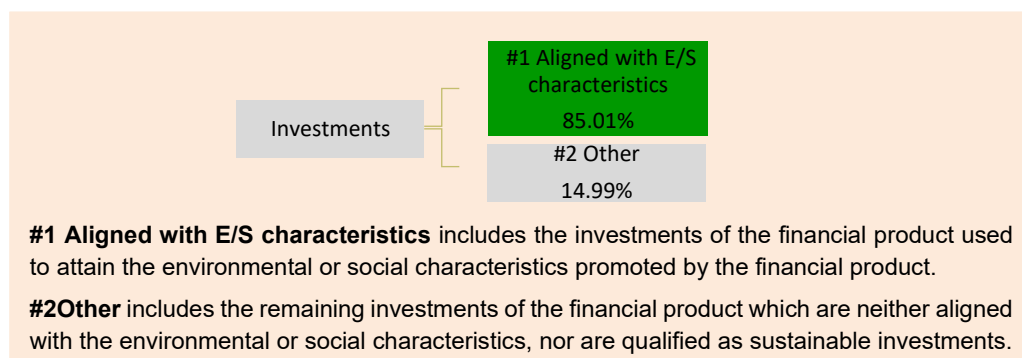 #1 Aligned with E/S
characteristics
85.01%
Investments
#2 Other
14.99%
#1 Aligned with E/S characteristics includes the investments of the financial product used
to attain the environmental or social characteristics promoted by the financial product.
#2Other includes the remaining investments of the financial product which are neither aligned
with the environmental or social characteristics, nor are qualified as sustainable investments.